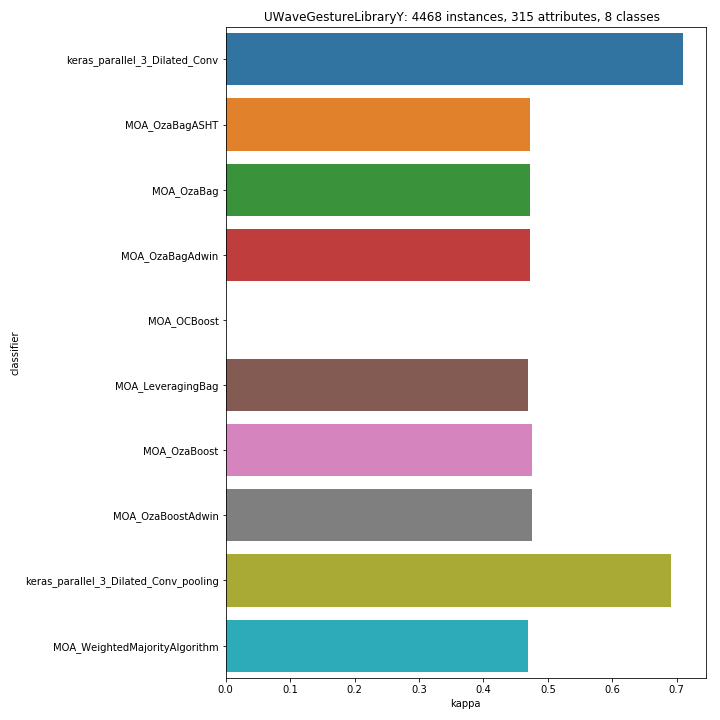 UWaveGestureLibraryY: 4468 instances, 315 attributes, 8 classes
keras_parallel_3_Dilated_Conv
MOA_OzaBagASHT
MOA_OzaBag
MOA_OzaBagAdwin
MOA_OCBoost
classifier
MOA_LeveragingBag
MOA_OzaBoost
MOA_OzaBoostAdwin
keras_parallel_3_Dilated_Conv_pooling
MOA_WeightedMajorityAlgorithm
0.0 0.1 0.2 0.3 0.4 0.5 0.6 0.7
kappa